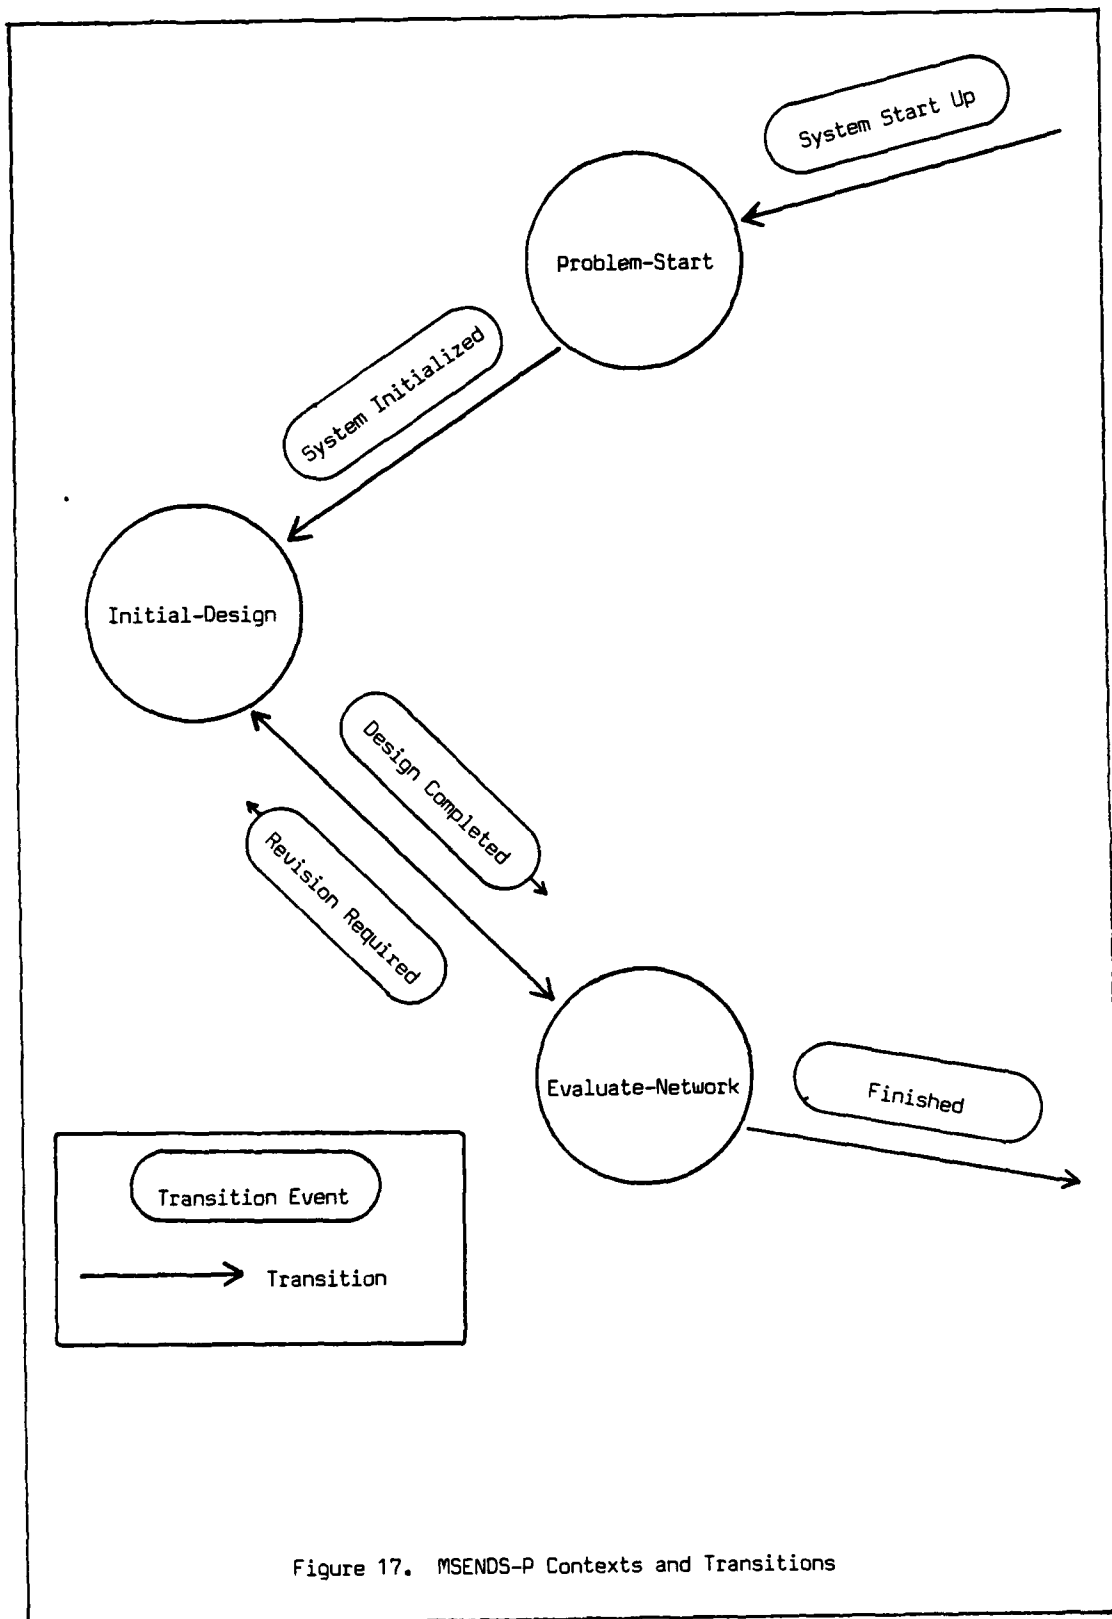 System Start Up
Problem-Start
System Initialized
Initial-Design
Design Completed
Revision Required
Evaluate-Network
Finished
Transition Event
Transition
Figure 17. MSENDS-P Contexts and Transitions